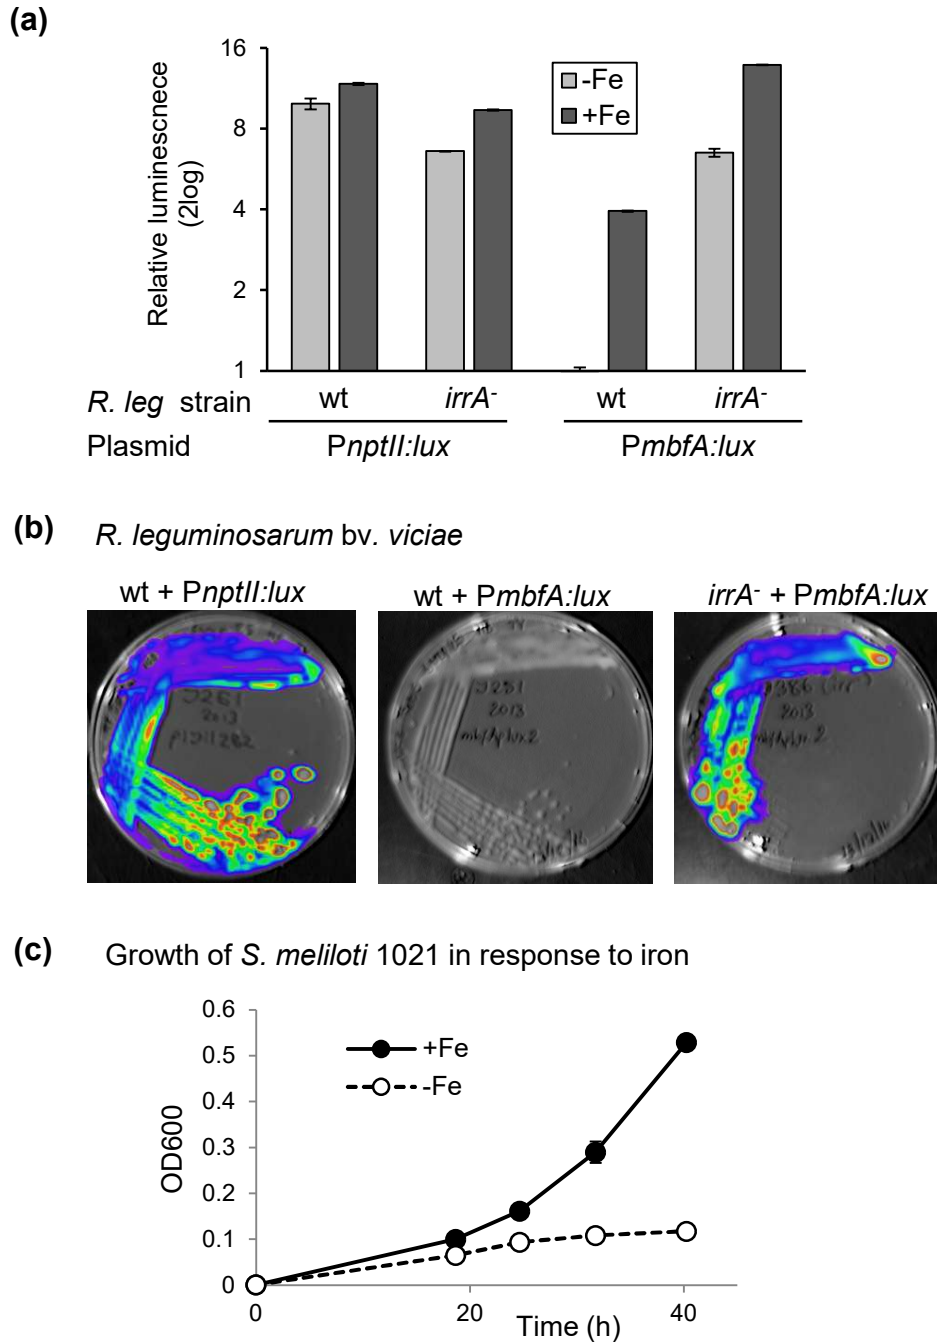 (a)
16
8
4
2
1
Relative luminescnece
(2log)
-Fe
+Fe
R. leg strain wt irrA- wt irrA-
Plasmid PnptII:lux PmbfA:lux
(b) R. leguminosarum bv. viciae
wt + PnptII:lux wt + PmbfA:lux irrA- + PmbfA:lux
2013
2013
2013
(c) Growth of S. meliloti 1021 in response to iron
0.6
0.5
0.4
0.3
0.2
0.1
0
OD600
+Fe
-Fe
0 20 40
Time (h)